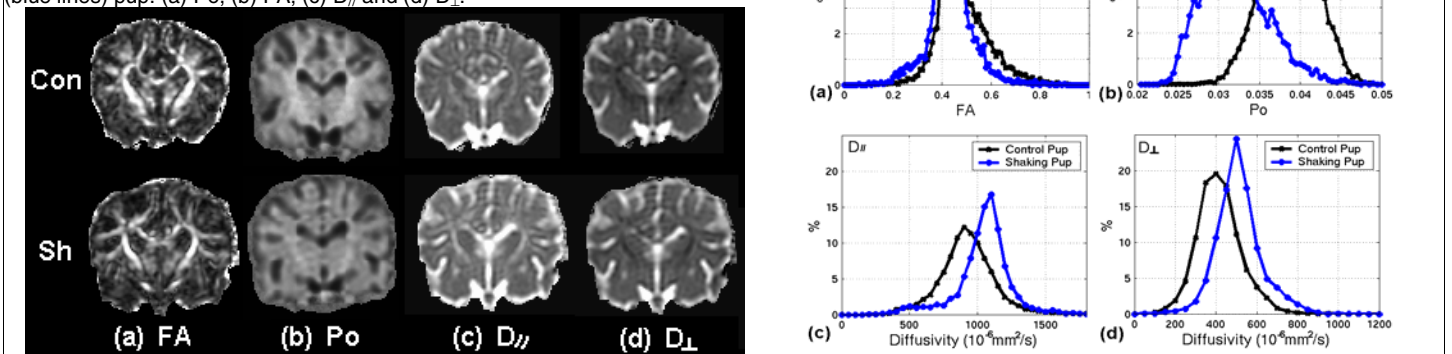 (blue lines) pup: (a) Po, (b) FA, (c) D// and (d) D⊥.
Con
Sh
(a) FA
(b) Po
(c) D//
(d) D⊥
2
0
(a)
0
0.2
0.4
0.6
0.8
1
FA
2
0
(b)
0.02
0.025
0.03
0.035
0.04
0.045
0.05
Po
D//
Control Pup
Shaking Pup
20
15
10
5
0
%
(c)
500
1000
1500
Diffusivity (10-6mm2/s)
D⊥
Control Pup
Shaking Pup
20
15
10
5
0
%
(d)
0
200
400
600
800
1000
1200
Diffusivity (10-6mm2/s)